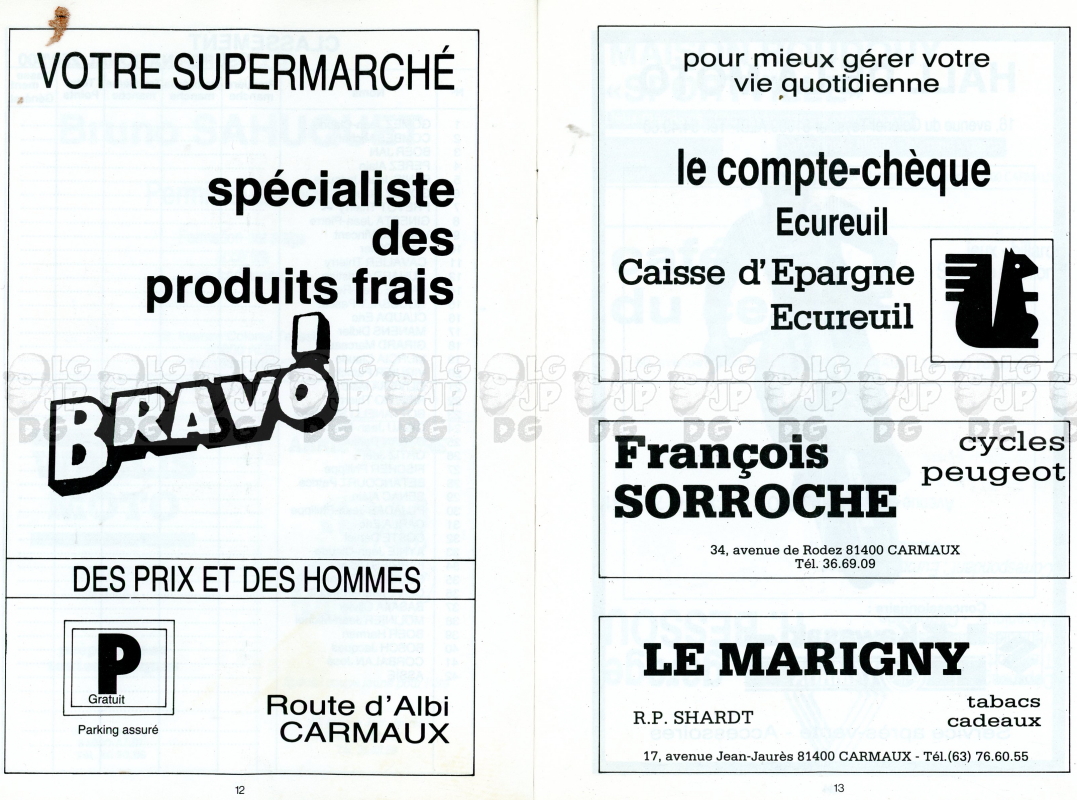 VOTRE SUPERMARCHÉ
spécialiste
des
produits frais
BRAVO!
DES PRIX ET DES HOMMES
P
Gratuit
Parking assuré
Route d'Albi
CARMAUX
12
pour mieux gérer votre
vie quotidienne
le compte-chèque
Ecureuil
Caisse d'Epargne
Ecureuil
François
SORROCHE
cycles
peugeot
34, avenue de Rodez 81400 CARMAUX
Tél. 36.69.09
LE MARIGNY
R.P. SHARDT
tabacs
cadeaux
17, avenue Jean-Jaurès 81400 CARMAUX - Tél.(63) 76.60.55
13
LG JP DG